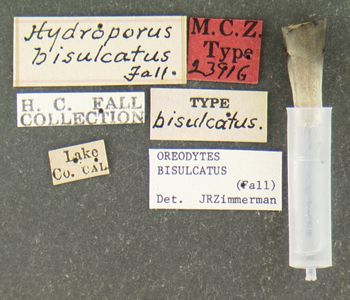 Hydroporus
bisulcatus
Fall.
M.C.Z.
Type
23916
H. C. FALL
COLLECTION
TYPE
bisulcatus.
Lake
Co. CAL
OREODYTES
BISULCATUS
(Fall)
Det. JRZimmerman